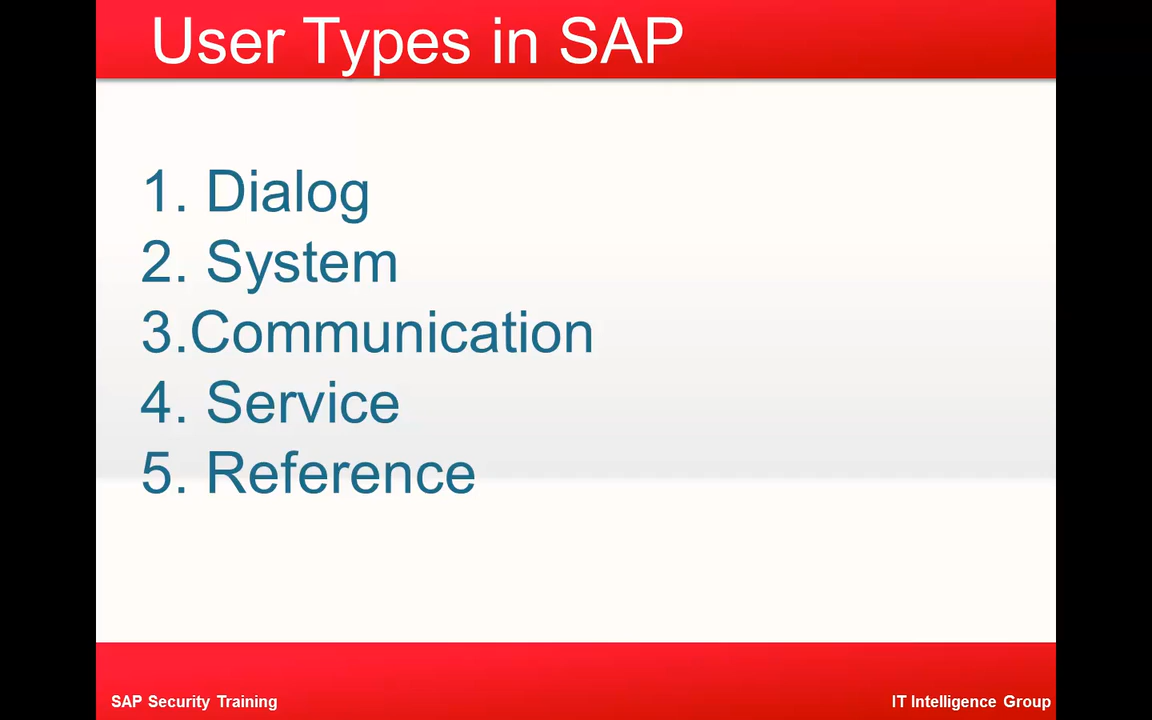 User Types in SAP
1. Dialog
2. System
3.Communication
4. Service
5. Reference
SAP Security Training
IT Intelligence Group